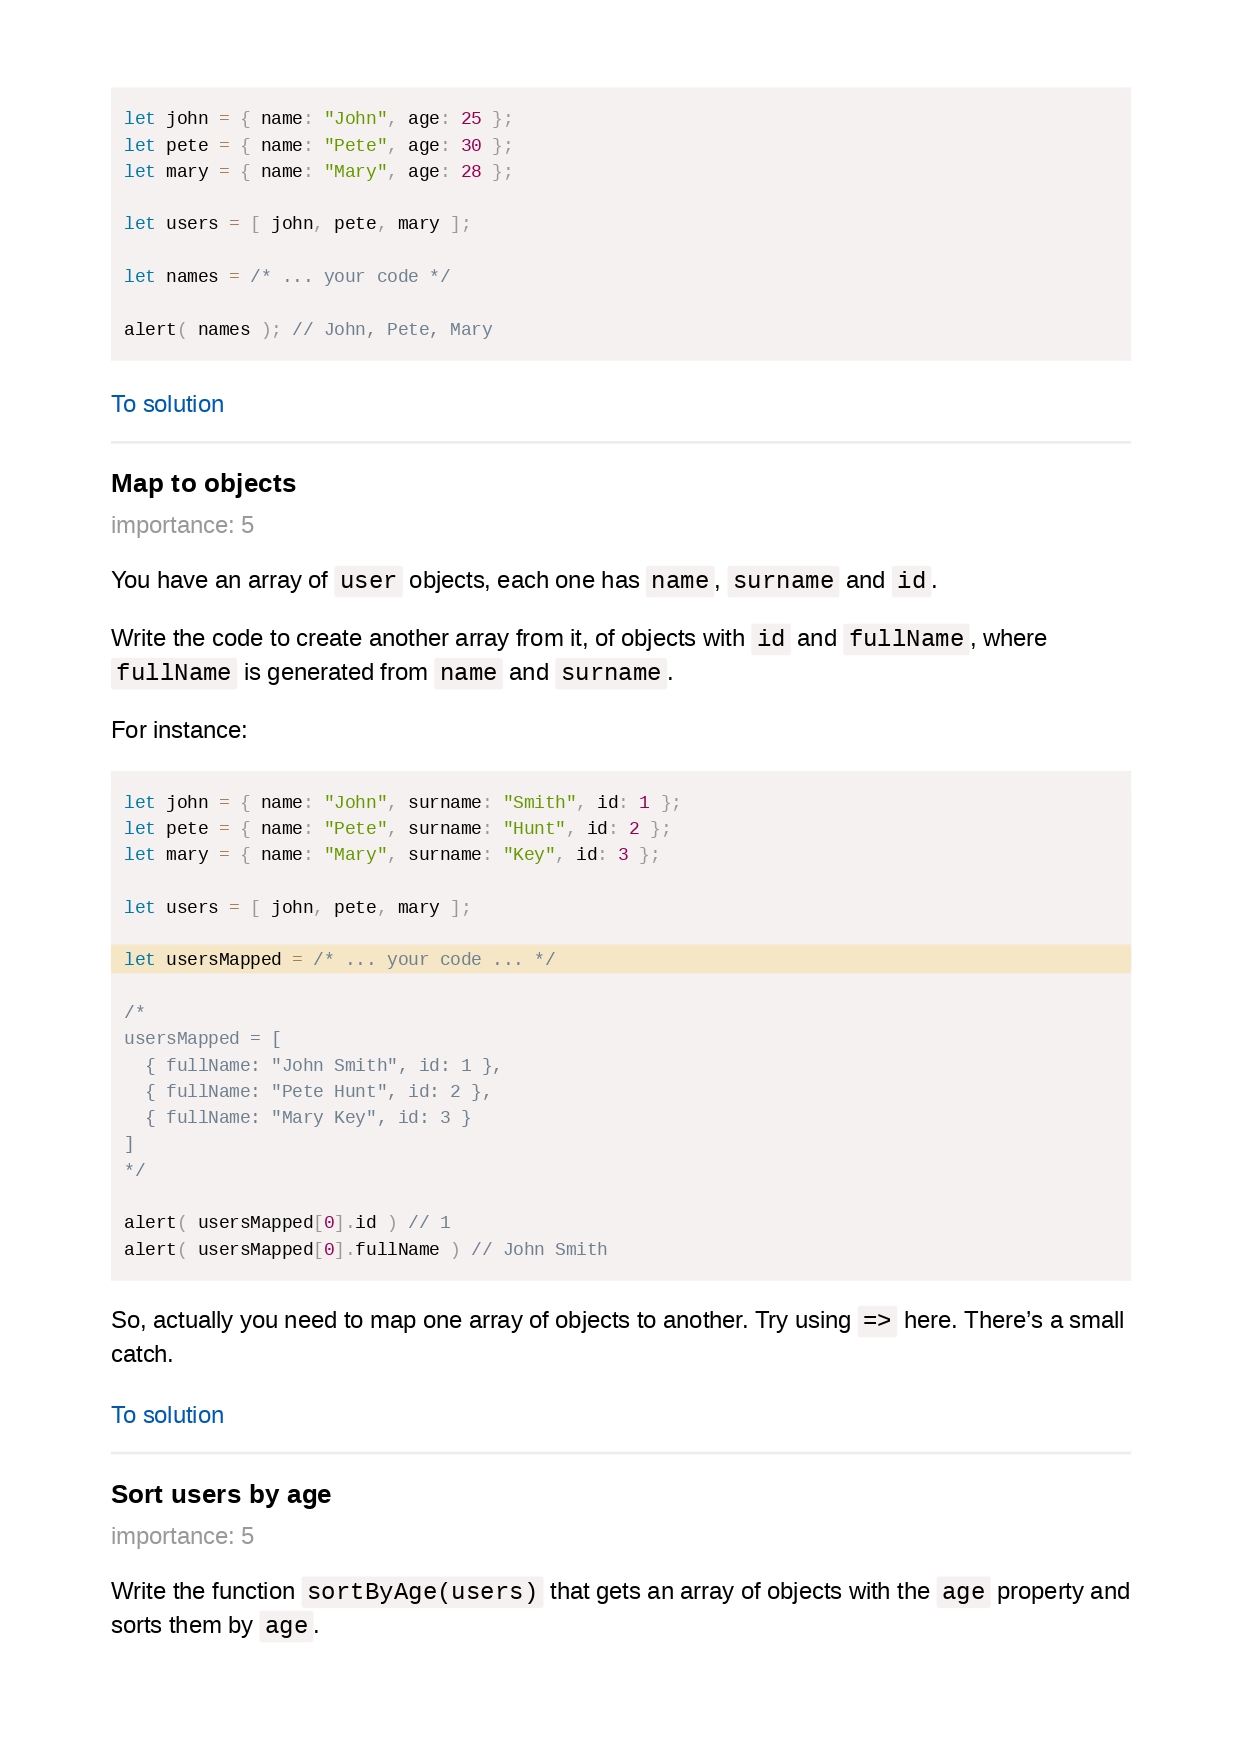 let john = { name: "John", age: 25 };
let pete = { name: "Pete", age: 30 };
let mary = { name: "Mary", age: 28 };
let users = [ john, pete, mary ];
let names = /* ... your code */
alert( names ); // John, Pete, Mary
To solution
Map to objects
importance: 5
You have an array of user objects, each one has name, surname and id.
Write the code to create another array from it, of objects with id and fullName, where
fullName is generated from name and surname.
For instance:
let john = { name: "John", surname: "Smith", id: 1 };
let pete = { name: "Pete", surname: "Hunt", id: 2 };
let mary = { name: "Mary", surname: "Key", id: 3 };
let users = [ john, pete, mary ];
let usersMapped = /* ... your code ... */
/*
usersMapped = [
  { fullName: "John Smith", id: 1 },
  { fullName: "Pete Hunt", id: 2 },
  { fullName: "Mary Key", id: 3 }
]
*/
alert( usersMapped[0].id ) // 1
alert( usersMapped[0].fullName ) // John Smith
So, actually you need to map one array of objects to another. Try using => here. There’s a small
catch.
To solution
Sort users by age
importance: 5
Write the function sortByAge(users) that gets an array of objects with the age property and
sorts them by age.